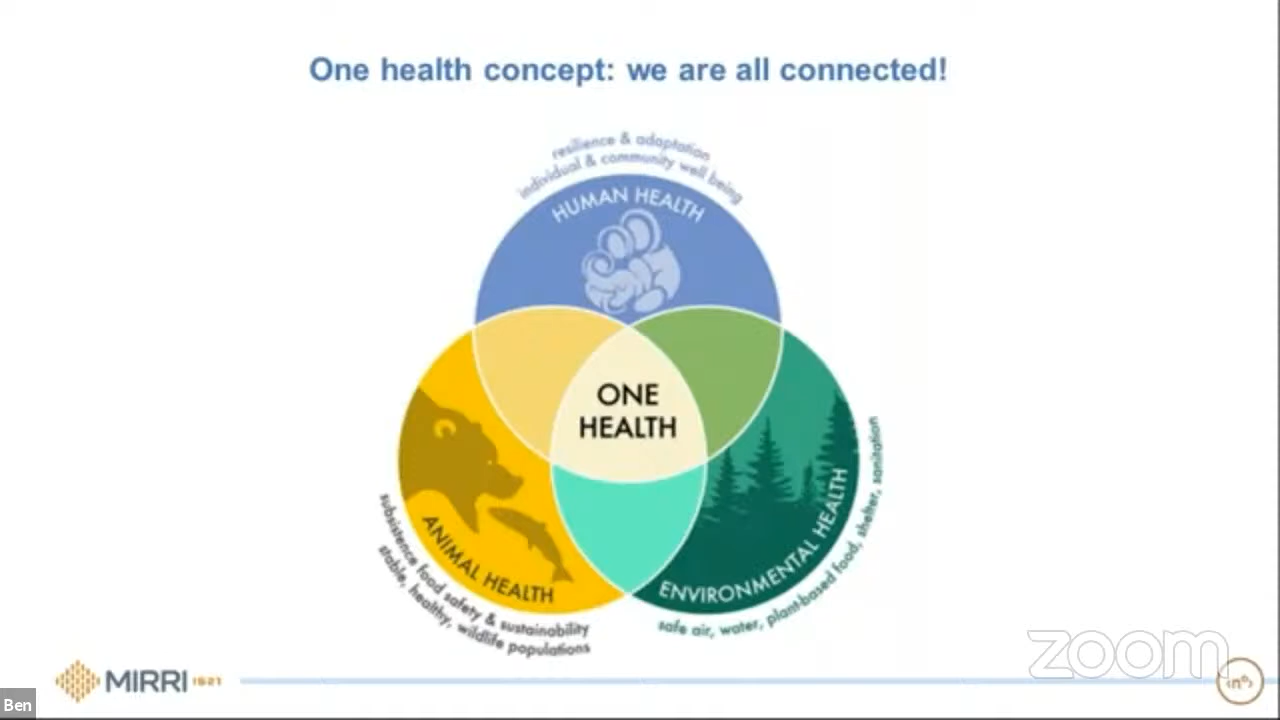 One health concept: we are all connected!
resilience & adaptation
individual & community well being
HUMAN HEALTH
ONE
HEALTH
ANIMAL HEALTH
subsistence food safety & sustainability
stable, healthy, wildlife populations
ENVIRONMENTAL HEALTH
safe air, water, plant-based food, shelter, sanitation
MIRRI
zoom
Ben